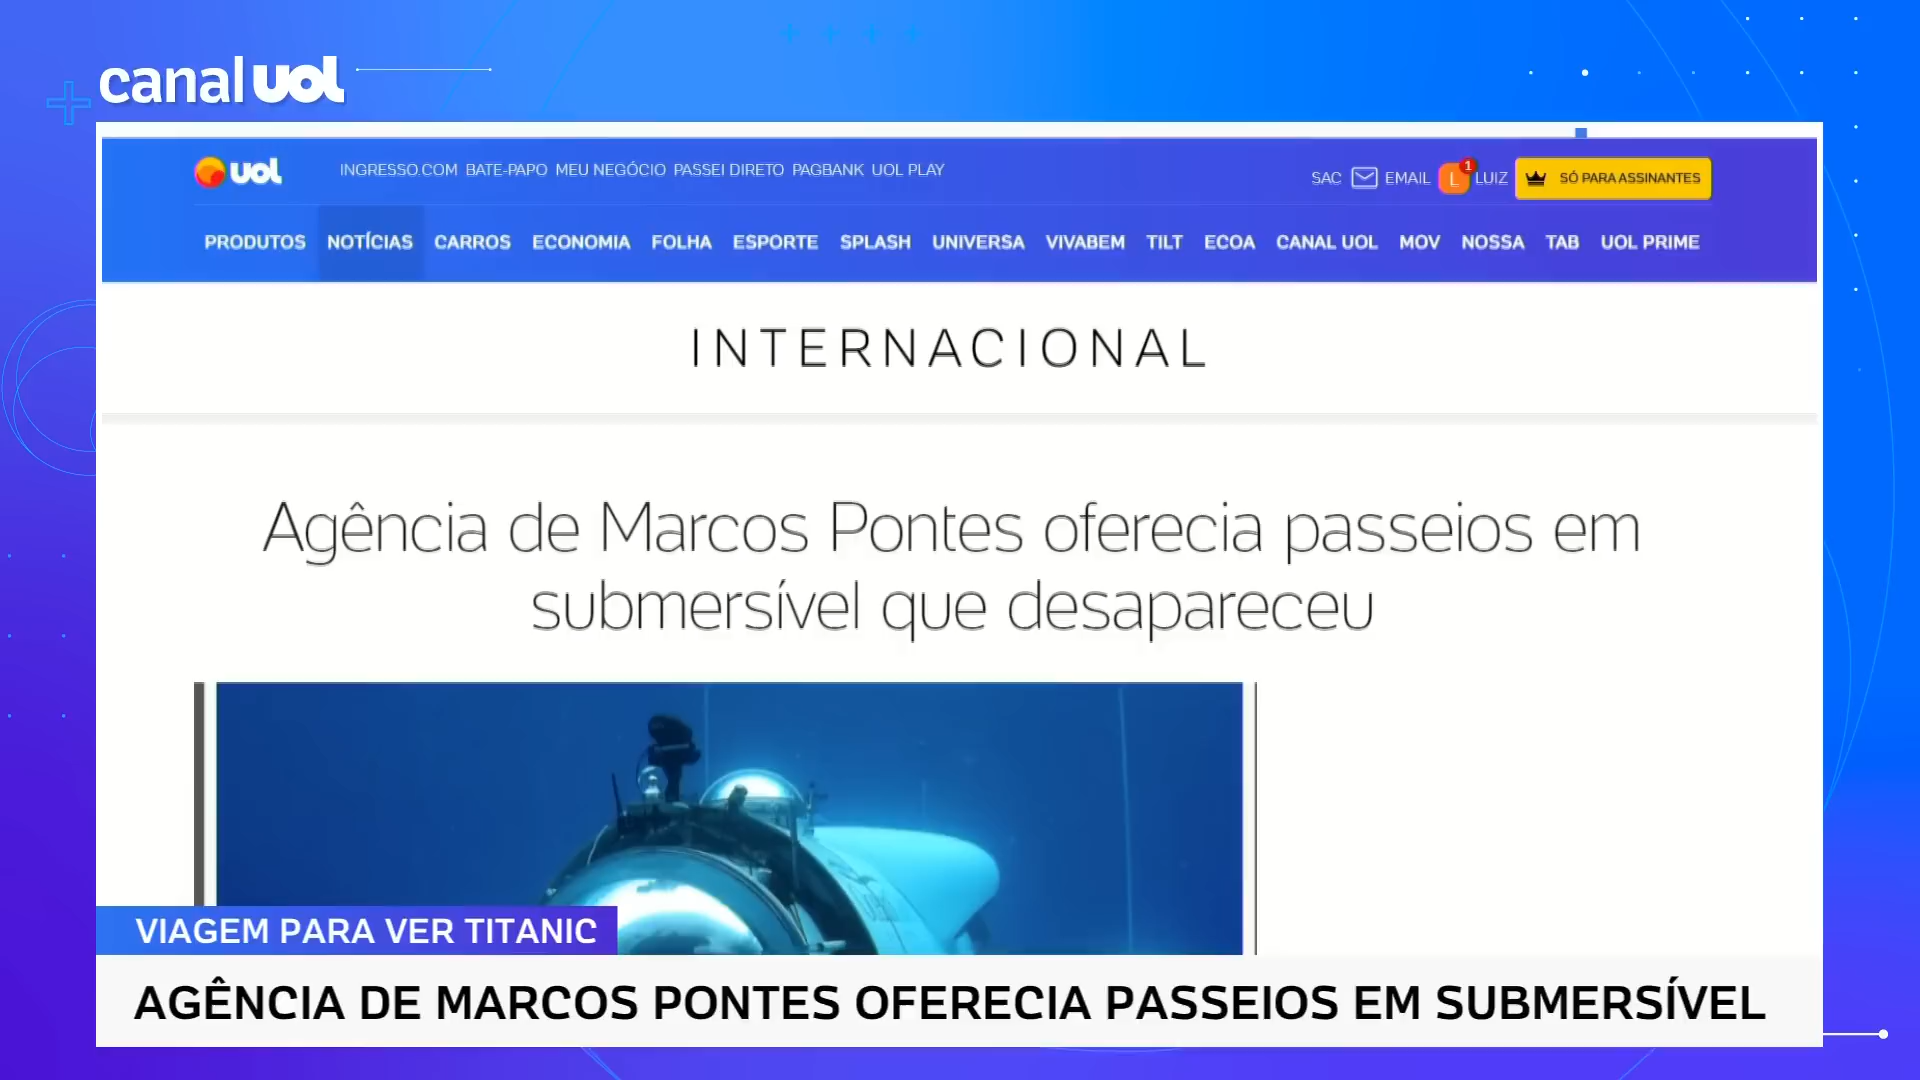 canal uol
uol
INGRESSO.COM BATE-PAPO MEU NEGÓCIO PASSEI DIRETO PAGBANK UOL PLAY
SAC EMAIL L 1 LUIZ SÓ PARA ASSINANTES
PRODUTOS NOTÍCIAS CARROS ECONOMIA FOLHA ESPORTE SPLASH UNIVERSA VIVABEM TILT ECOA CANAL UOL MOV NOSSA TAB UOL PRIME
INTERNACIONAL
Agência de Marcos Pontes oferecia passeios em
submersível que desapareceu
VIAGEM PARA VER TITANIC
AGÊNCIA DE MARCOS PONTES OFERECIA PASSEIOS EM SUBMERSÍVEL